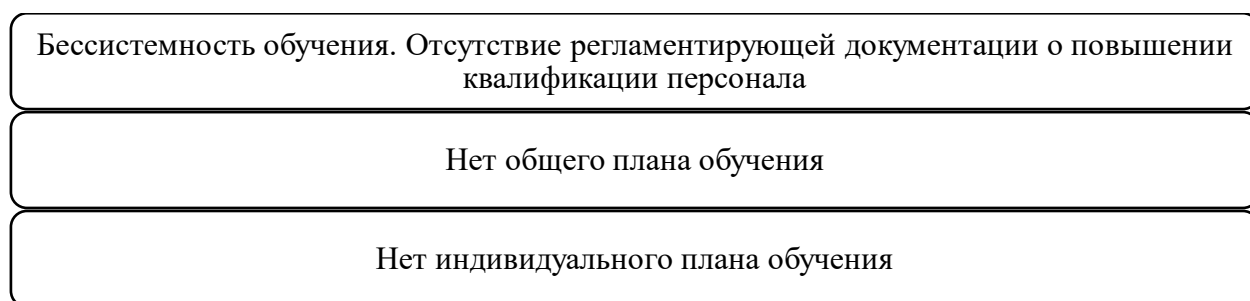 Бессистемность обучения. Отсутствие регламентирующей документации о повышении
квалификации персонала
Нет общего плана обучения
Нет индивидуального плана обучения